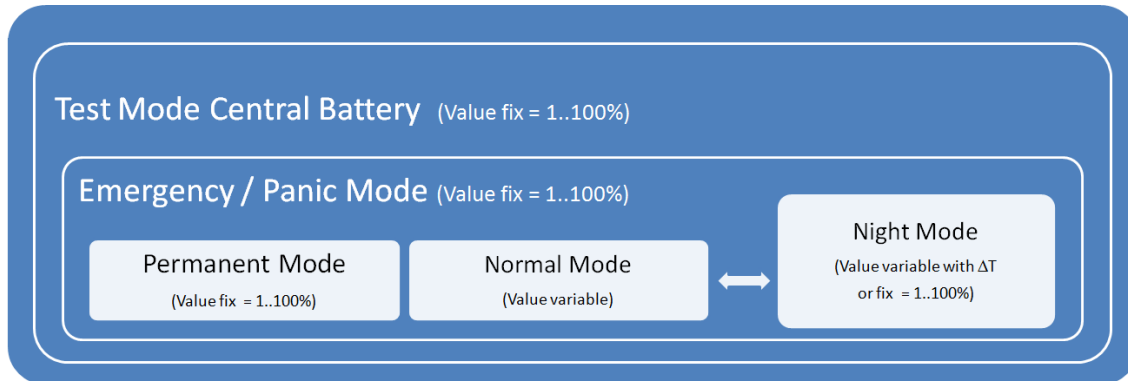 Test Mode Central Battery (Value fix = 1..100%)
Emergency / Panic Mode (Value fix = 1..100%)
Permanent Mode
(Value fix = 1..100%)
Normal Mode
(Value variable)
Night Mode
(Value variable with ΔT
or fix = 1..100%)